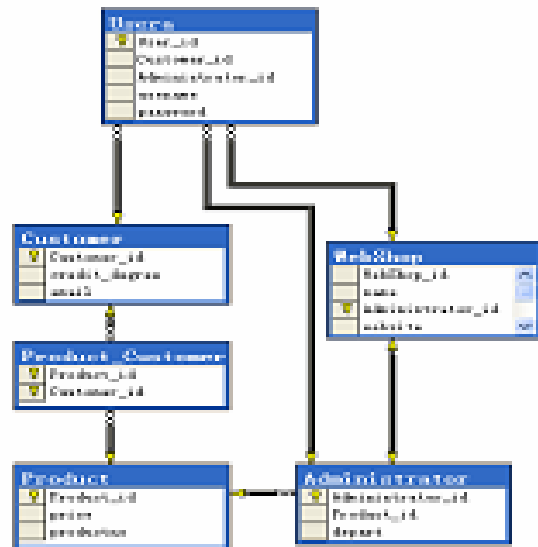 Users
User_id
Customer_id
Administrator_id
username
password
Customer
Customer_id
credit_degree
email
WebShop
WebShop_id
name
Administrator_id
website
Product_Customer
Product_id
Customer_id
Product
Product_id
price
Administrator
Administrator_id
Product_id
depart